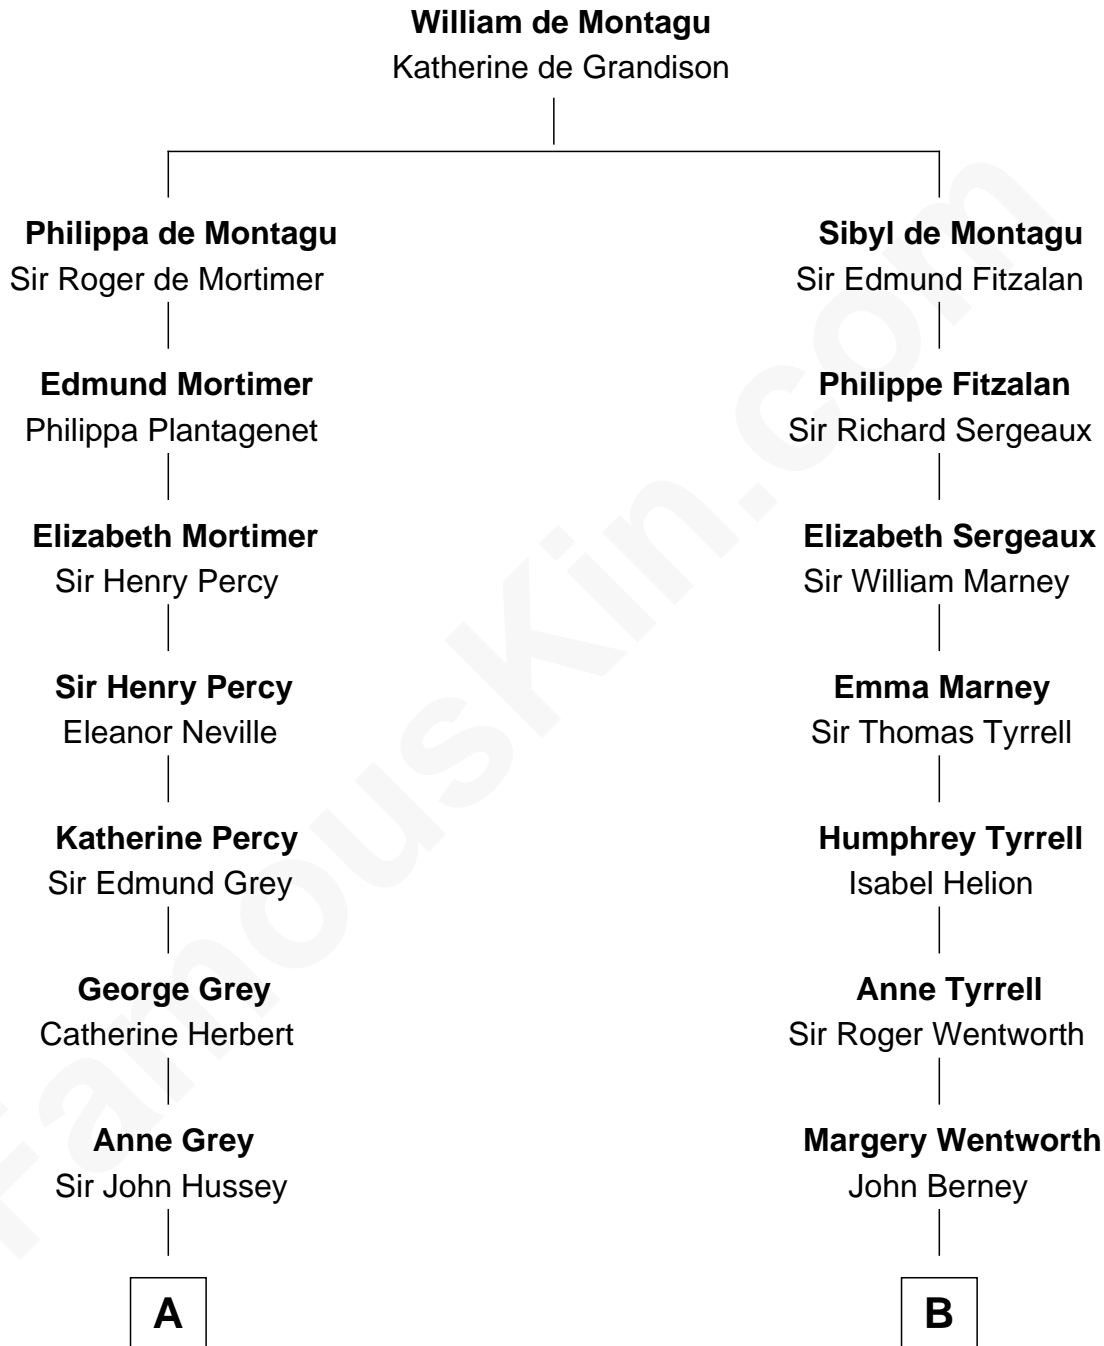 William de Montagu
Katherine de Grandison
Philippa de Montagu
Sir Roger de Mortimer
Sibyl de Montagu
Sir Edmund Fitzalan
Edmund Mortimer
Philippa Plantagenet
Philippe Fitzalan
Sir Richard Sergeaux
Elizabeth Mortimer
Sir Henry Percy
Elizabeth Sergeaux
Sir William Marney
Sir Henry Percy
Eleanor Neville
Emma Marney
Sir Thomas Tyrrell
Katherine Percy
Sir Edmund Grey
Humphrey Tyrrell
Isabel Helion
George Grey
Catherine Herbert
Anne Tyrrell
Sir Roger Wentworth
Anne Grey
Sir John Hussey
Margery Wentworth
John Berney
A
B
FamousKin.com